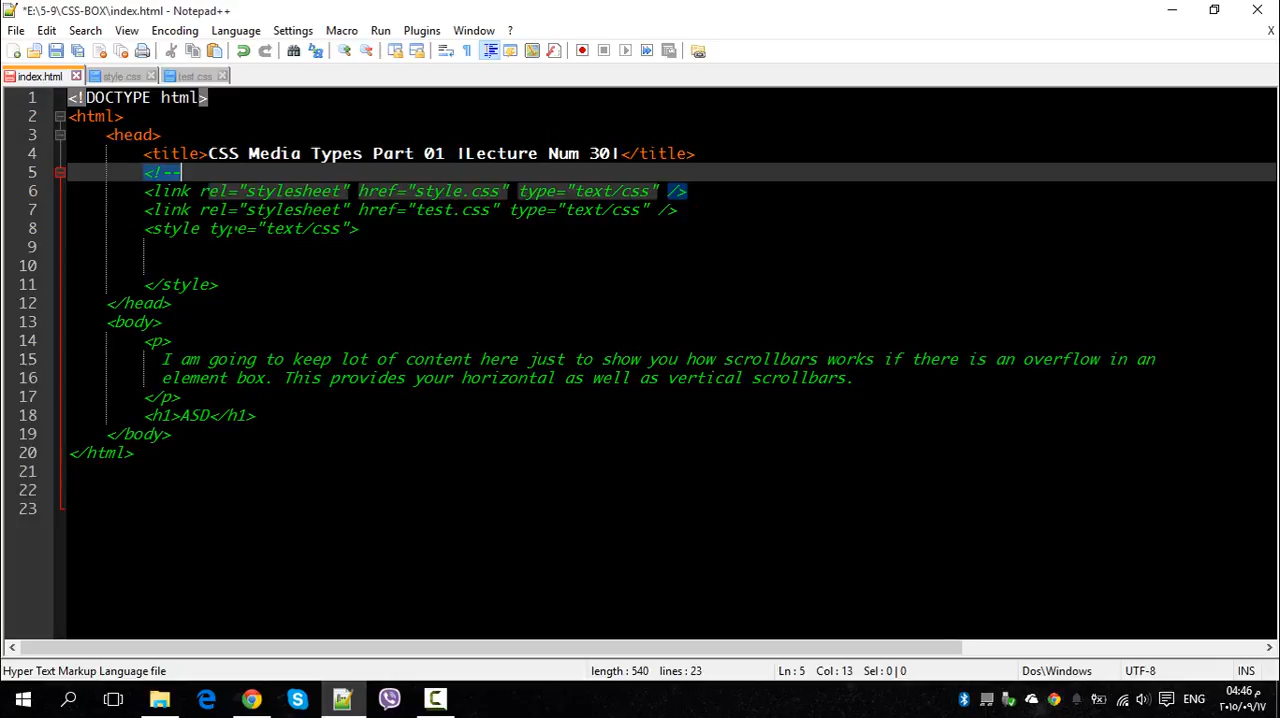 *E:\5-9\CSS-BOX\index.html - Notepad++
File Edit Search View Encoding Language Settings Macro Run Plugins Window ? X
index.html style.css test.css
1 <!DOCTYPE html>
2 <html>
3 <head>
4 <title>CSS Media Types Part 01 |Lecture Num 30|</title>
5 <!--
6 <link rel="stylesheet" href="style.css" type="text/css" />
7 <link rel="stylesheet" href="test.css" type="text/css" />
8 <style type="text/css">
9
10
11 </style>
12 </head>
13 <body>
14 <p>
15 I am going to keep lot of content here just to show you how scrollbars works if there is an overflow in an
16 element box. This provides your horizontal as well as vertical scrollbars.
17 </p>
18 <h1>ASD</h1>
19 </body>
20 </html>
21
22
23
Hyper Text Markup Language file length : 540 lines : 23 Ln : 5 Col : 13 Sel : 0 | 0 Dos\Windows UTF-8 INS
ENG 04:46 م
٢٠١٥/٠٩/١٧